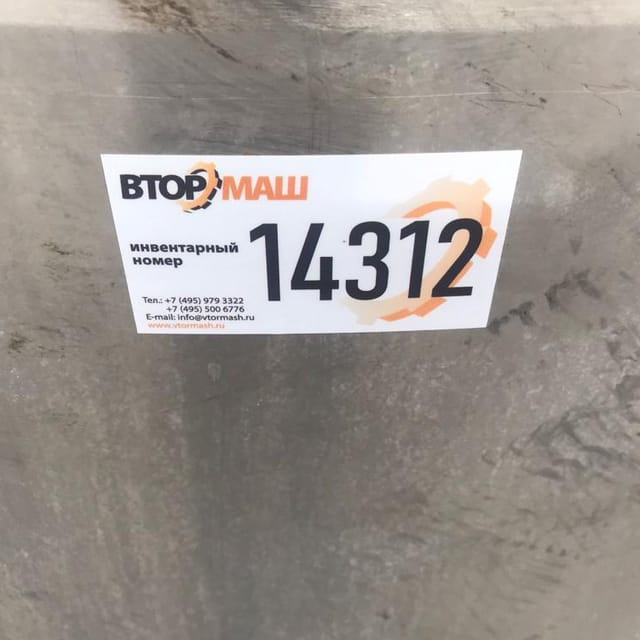 ВТОРМАШ
инвентарный
номер
14312
Тел.: +7 (495) 979 3322
+7 (495) 500 6776
E-mail: info@vtormash.ru
www.vtormash.ru